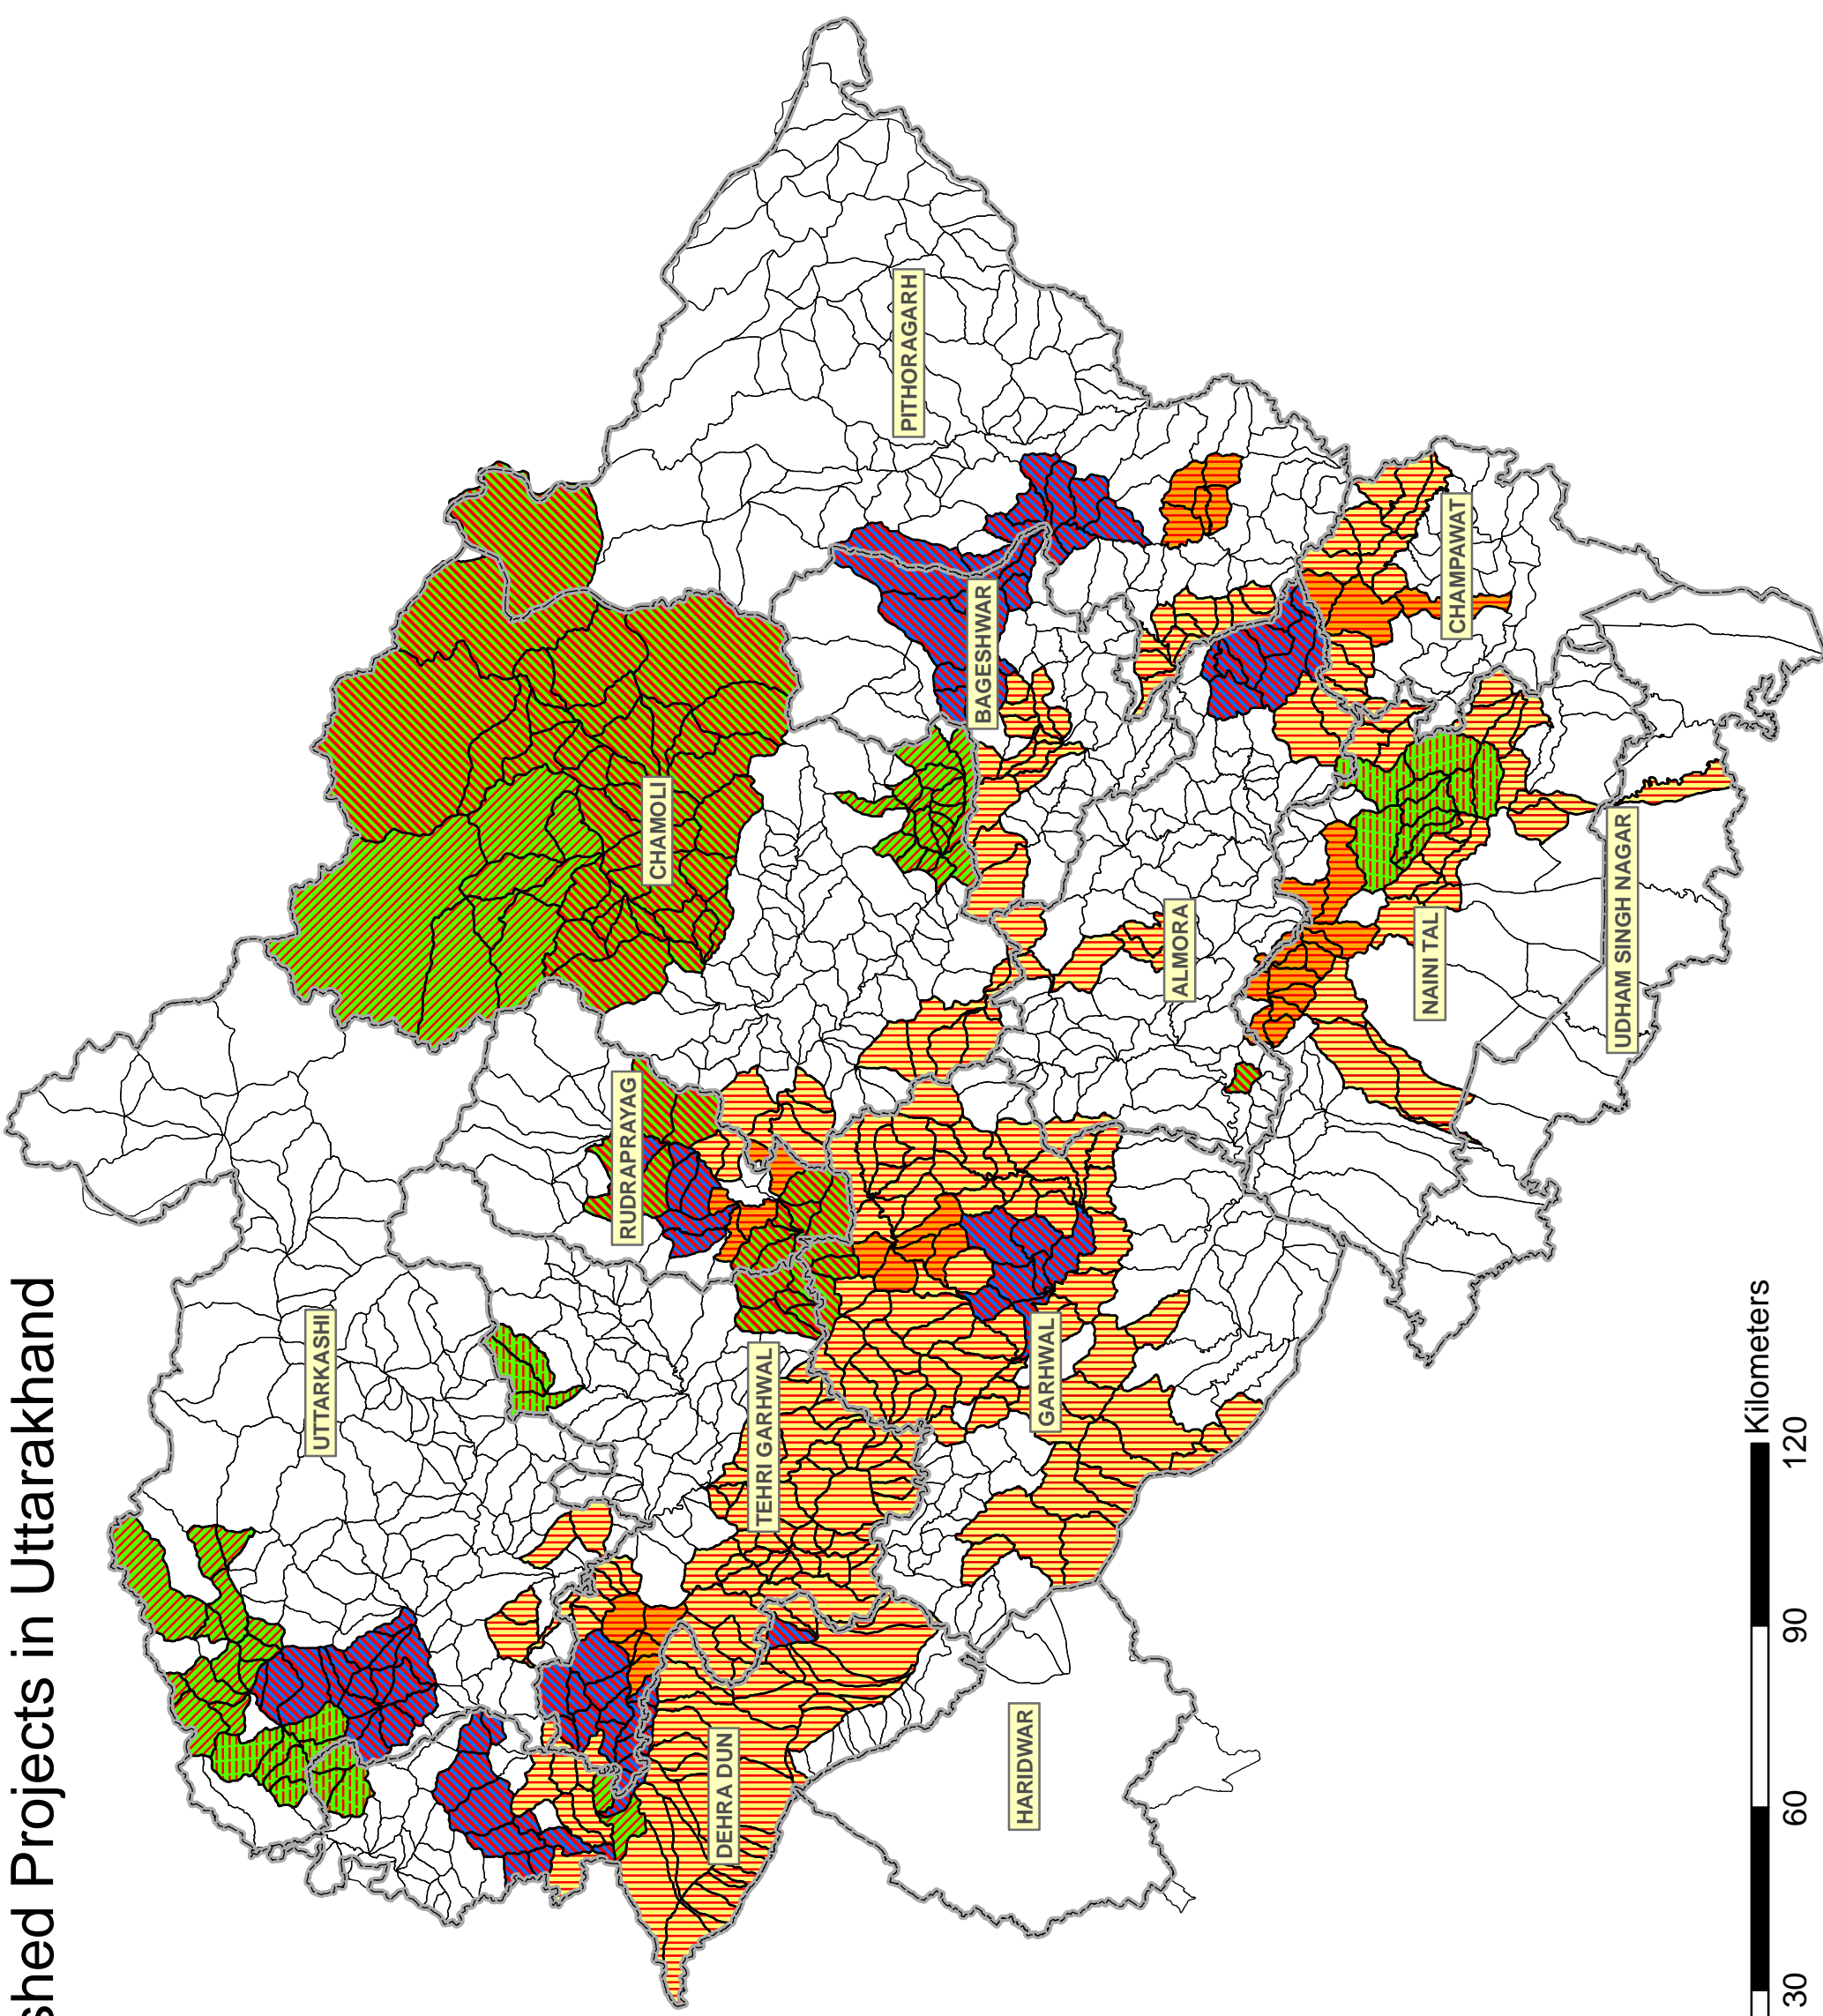 shed Projects in Uttarakhand
UTTARKASHI
RUDRAPRAYAG
CHAMOLI
DEHRA DUN
TEHRI GARHWAL
PITHORAGARH
BAGESHWAR
HARIDWAR
GARHWAL
ALMORA
NAINI TAL
CHAMPAWAT
UDHAM SINGH NAGAR
Kilometers
30 60 90 120